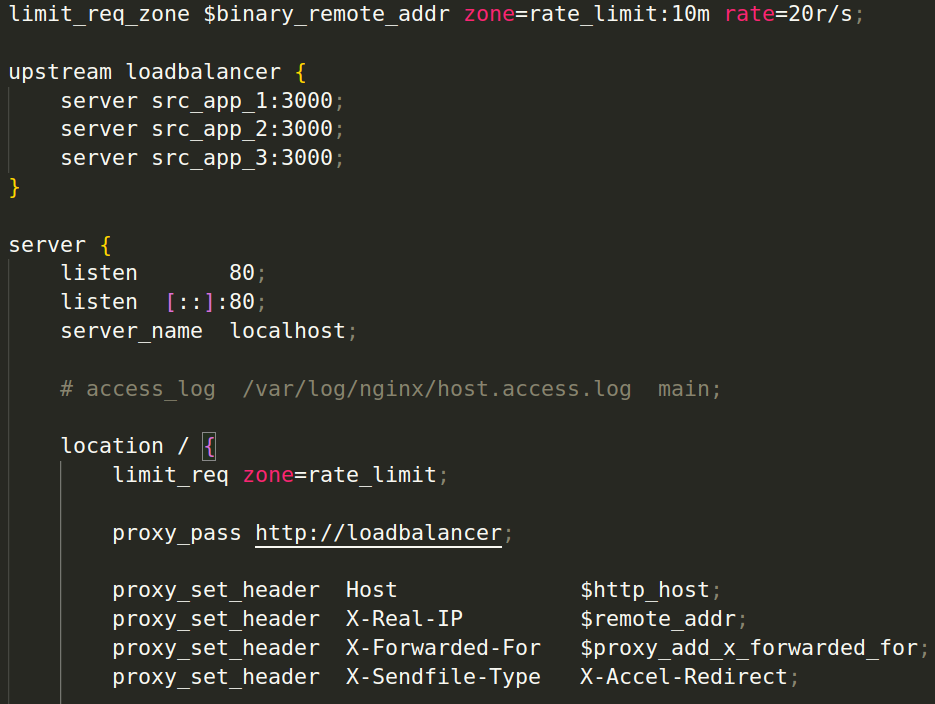 limit_req_zone $binary_remote_addr zone=rate_limit:10m rate=20r/s;
upstream loadbalancer {
    server src_app_1:3000;
    server src_app_2:3000;
    server src_app_3:3000;
}
server {
    listen       80;
    listen  [::]:80;
    server_name  localhost;
    # access_log  /var/log/nginx/host.access.log  main;
    location / {
        limit_req zone=rate_limit;
        proxy_pass http://loadbalancer;
        proxy_set_header  Host              $http_host;
        proxy_set_header  X-Real-IP         $remote_addr;
        proxy_set_header  X-Forwarded-For   $proxy_add_x_forwarded_for;
        proxy_set_header  X-Sendfile-Type   X-Accel-Redirect;